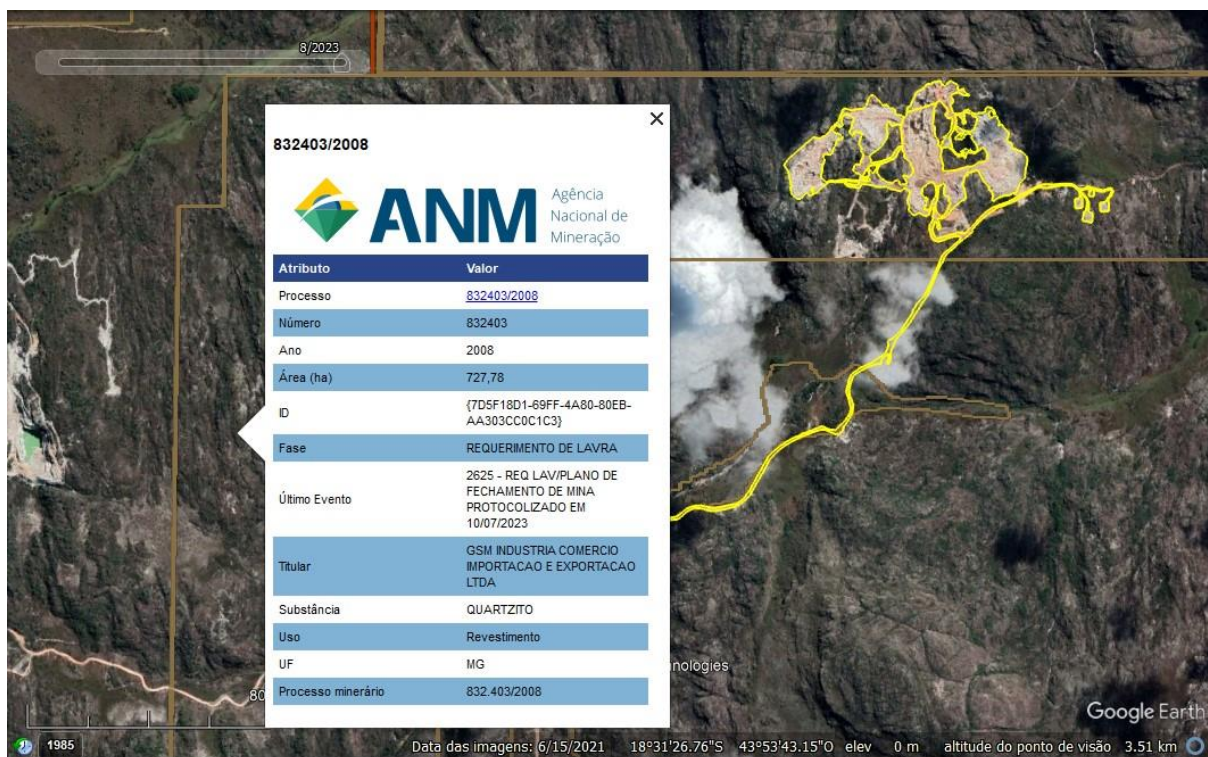 8/2023
832403/2008
ANM
Agência
Nacional de
Mineração
Atributo Valor
Processo 832403/2008
Número 832403
Ano 2008
Área (ha) 727,78
ID {7D5F18D1-69FF-4A80-80EB-
AA303CC0C1C3}
Fase REQUERIMENTO DE LAVRA
Último Evento 2625 - REQ LAV/PLANO DE
FECHAMENTO DE MINA
PROTOCOLIZADO EM
10/07/2023
Titular GSM INDUSTRIA COMERCIO
IMPORTACAO E EXPORTACAO
LTDA
Substância QUARTZITO
Uso Revestimento
UF MG
Processo minerário 832.403/2008
nologies
80
Google Earth
1985
Data das imagens: 6/15/2021 18°31'26.76"S 43°53'43.15"O elev 0 m altitude do ponto de visão 3.51 km